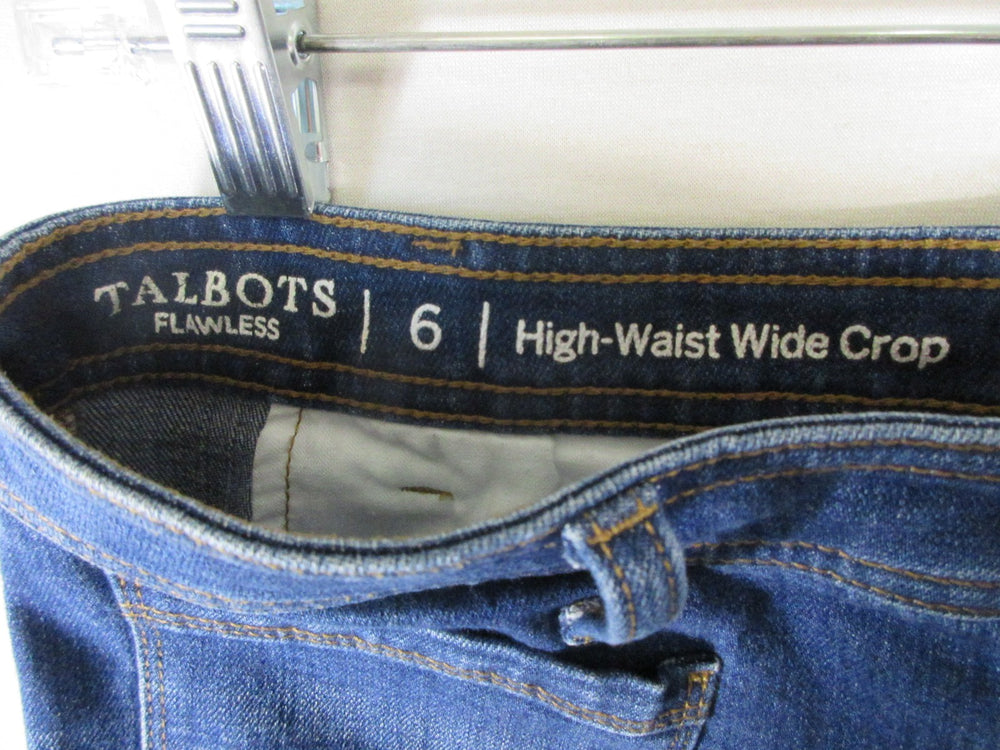 TALBOTS
FLAWLESS
| 6 |
High-Waist Wide Crop